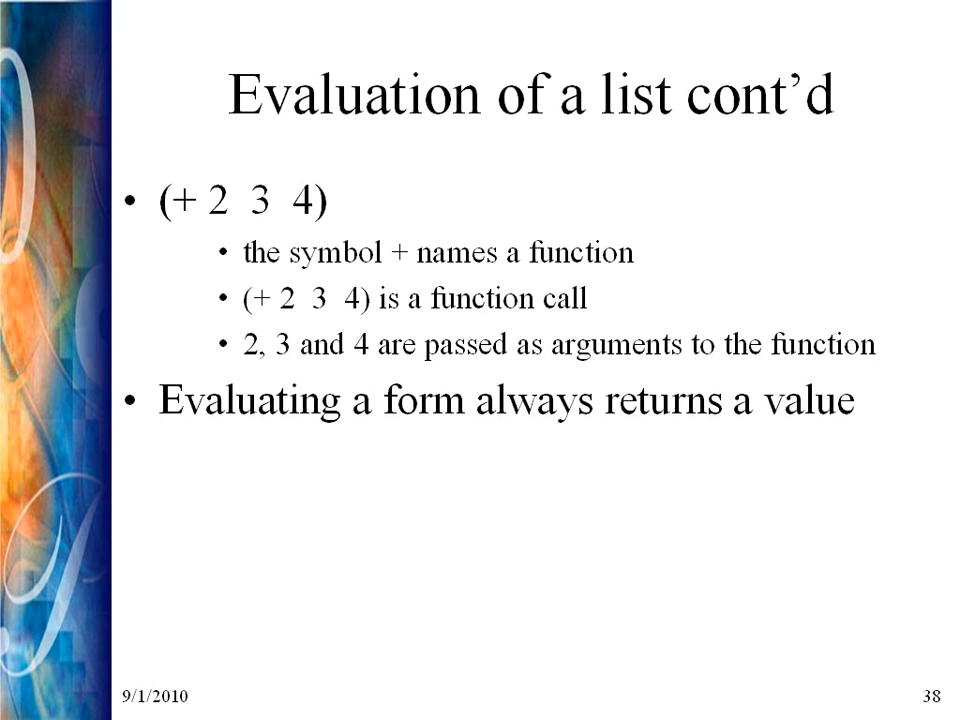 Evaluation of a list cont’d
• (+ 2 3 4)
• the symbol + names a function
• (+ 2 3 4) is a function call
• 2, 3 and 4 are passed as arguments to the function
• Evaluating a form always returns a value
9/1/2010
38